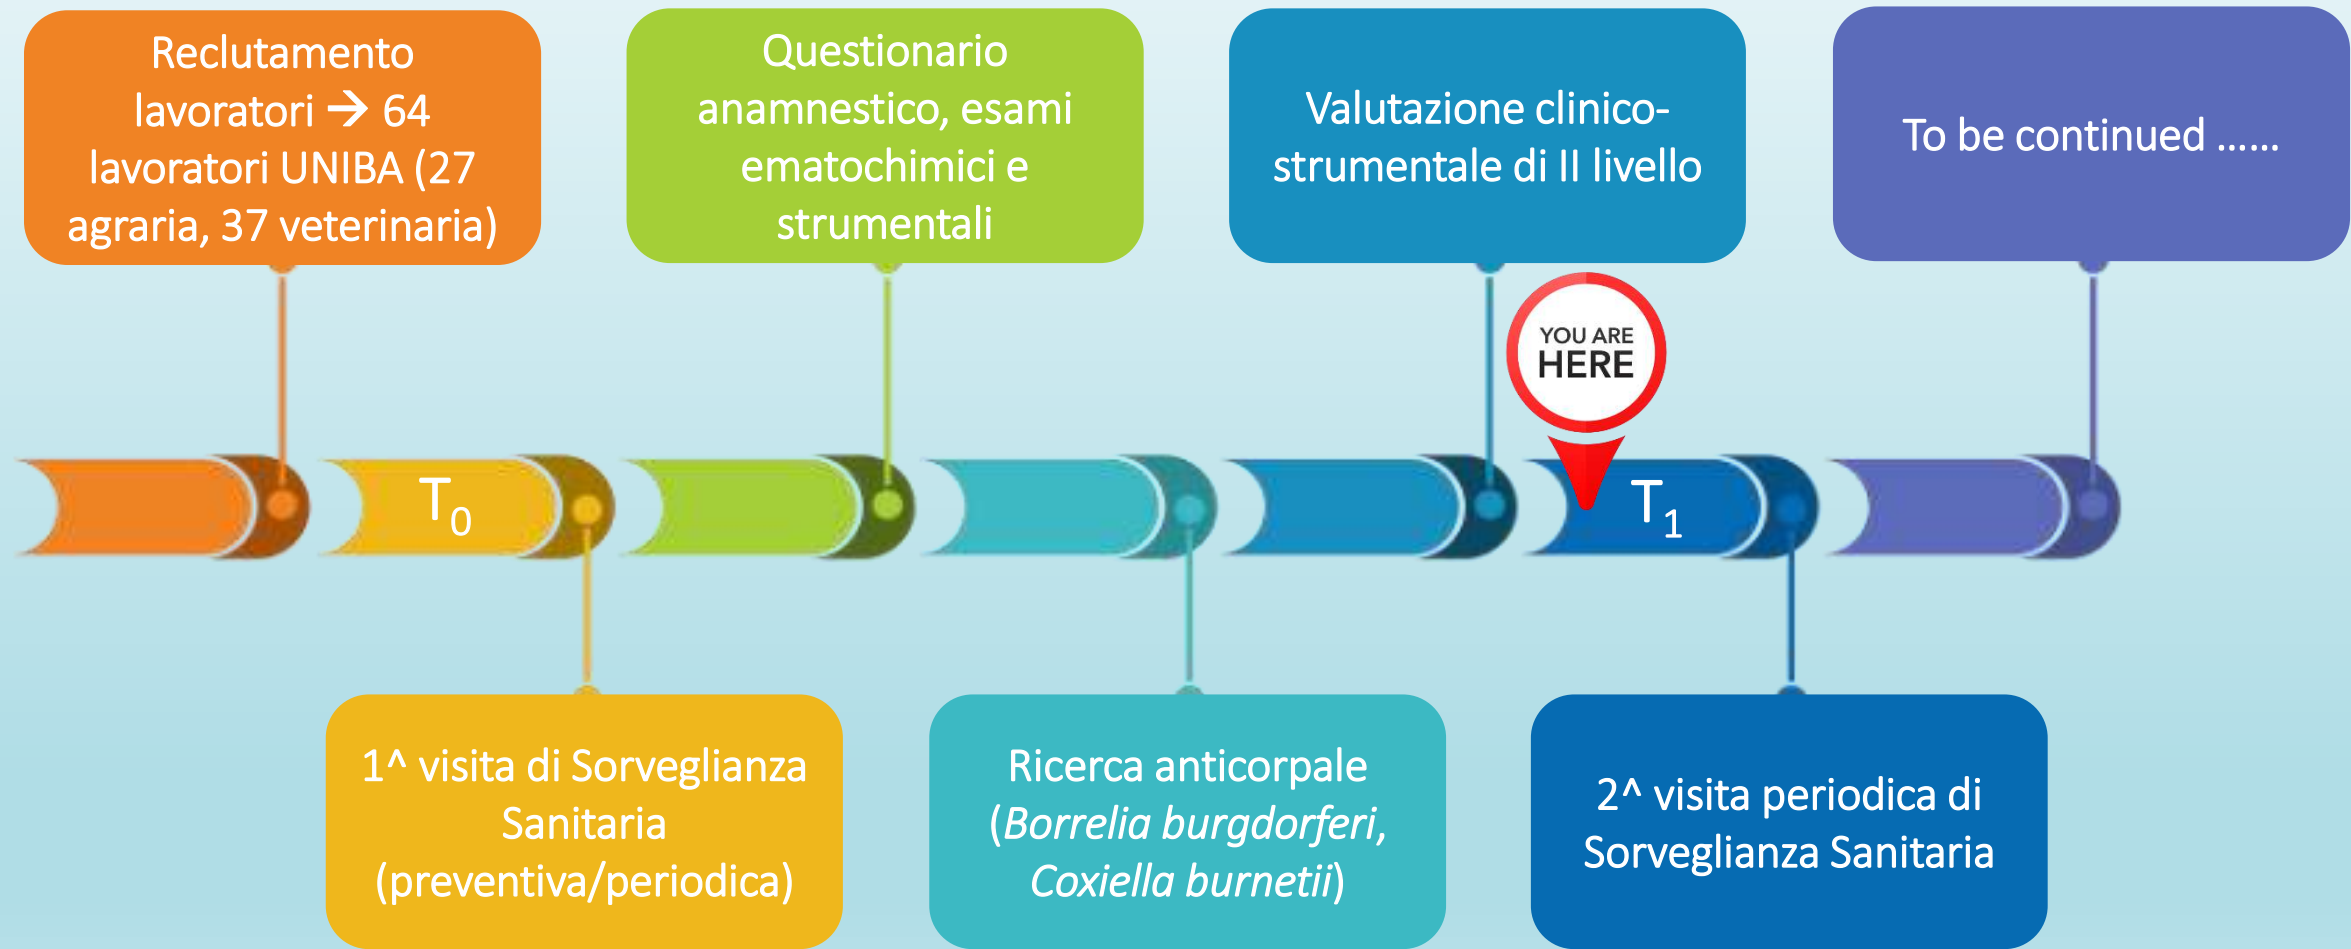 Reclutamento
lavoratori → 64
lavoratori UNIBA (27
agraria, 37 veterinaria)
Questionario
anamnestico, esami
ematochimici e
strumentali
Valutazione clinico-
strumentale di II livello
To be continued ......
YOU ARE
HERE
T0
T1
1^ visita di Sorveglianza
Sanitaria
(preventiva/periodica)
Ricerca anticorpale
(Borrelia burgdorferi,
Coxiella burnetii)
2^ visita periodica di
Sorveglianza Sanitaria